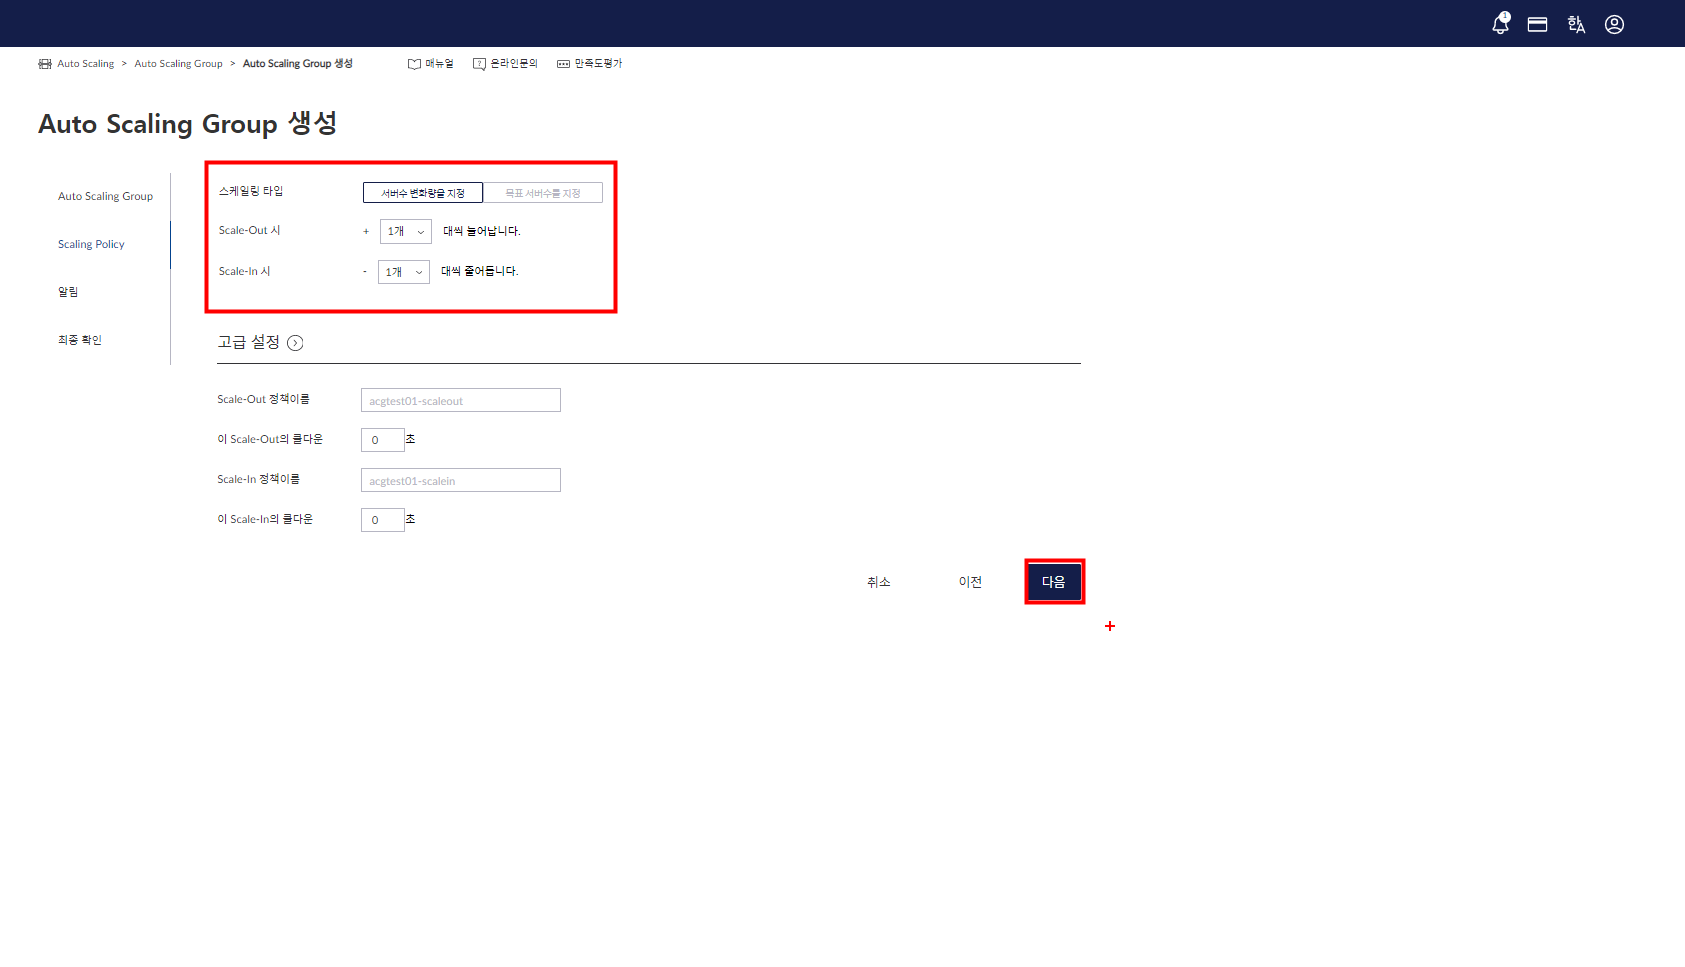 1
한A
Auto Scaling > Auto Scaling Group > Auto Scaling Group 생성 매뉴얼 ? 온라인문의 만족도평가
Auto Scaling Group 생성
Auto Scaling Group
Scaling Policy
알림
최종 확인
스케일링 타입 서버수 변화량을 지정 목표 서버수를 지정
Scale-Out 시 + 1개 대씩 늘어납니다.
Scale-In 시 - 1개 대씩 줄어듭니다.
고급 설정
Scale-Out 정책이름 acgtest01-scaleout
이 Scale-Out의 쿨다운 0 초
Scale-In 정책이름 acgtest01-scalein
이 Scale-In의 쿨다운 0 초
취소 이전 다음
+